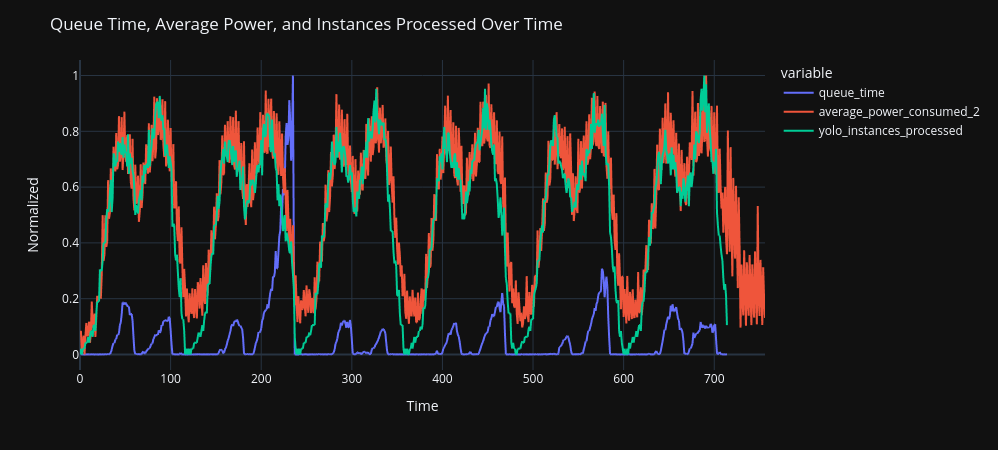 Queue Time, Average Power, and Instances Processed Over Time
variable
queue_time
average_power_consumed_2
yolo_instances_processed
Normalized
1
0.8
0.6
0.4
0.2
0
0 100 200 300 400 500 600 700
Time